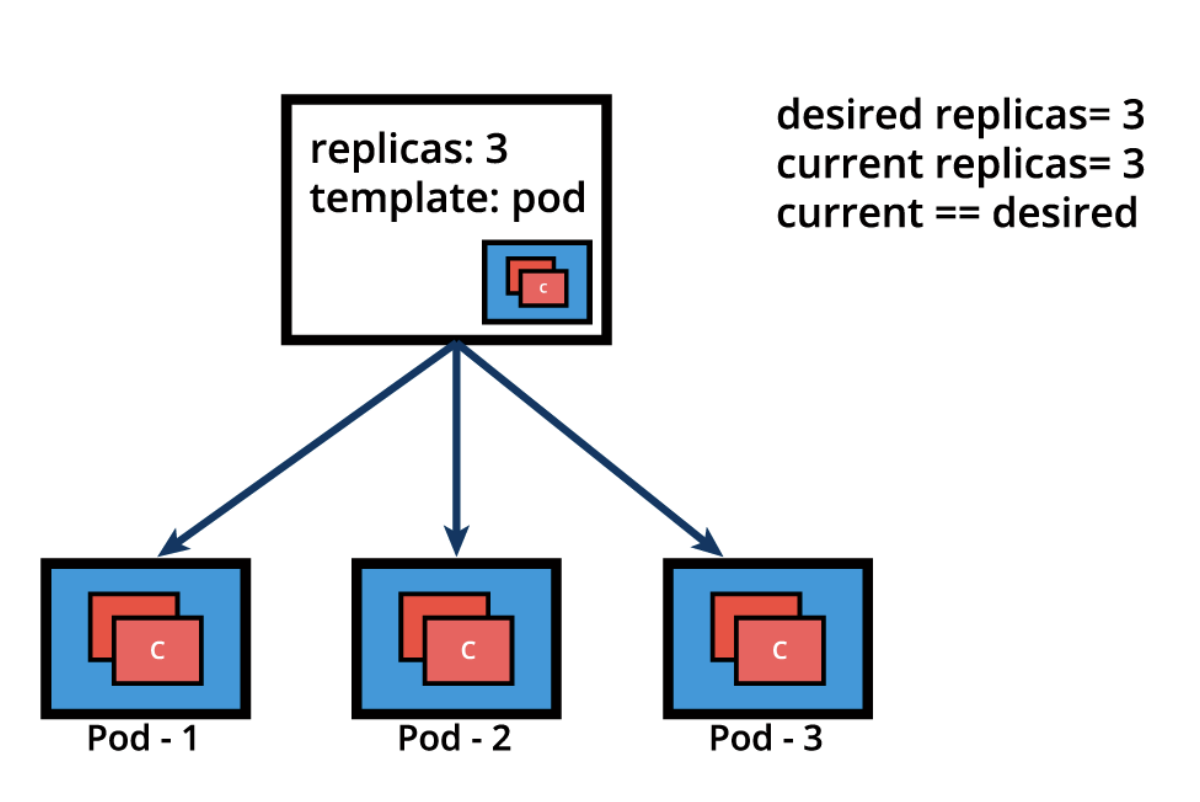 replicas: 3
template: pod
C
desired replicas= 3
current replicas= 3
current == desired
C
C
C
Pod - 1
Pod - 2
Pod - 3